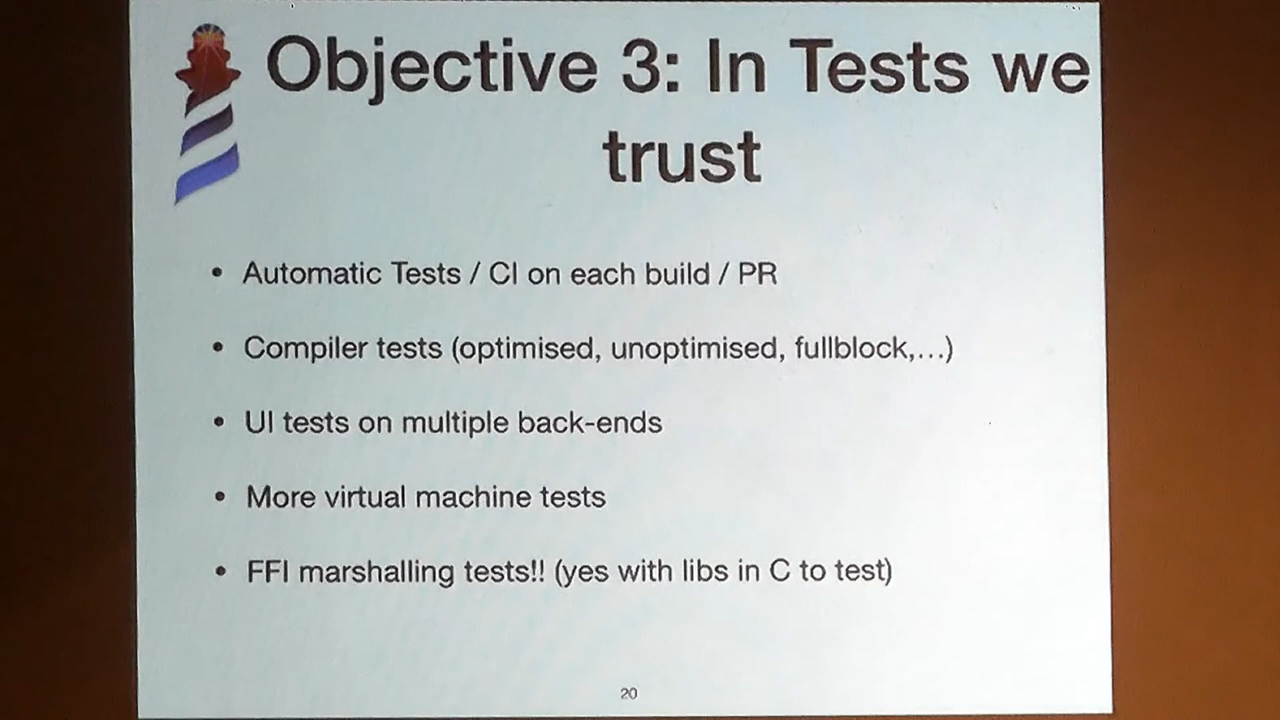 Objective 3: In Tests we
trust
• Automatic Tests / CI on each build / PR
• Compiler tests (optimised, unoptimised, fullblock,...)
• UI tests on multiple back-ends
• More virtual machine tests
• FFI marshalling tests!! (yes with libs in C to test)
20